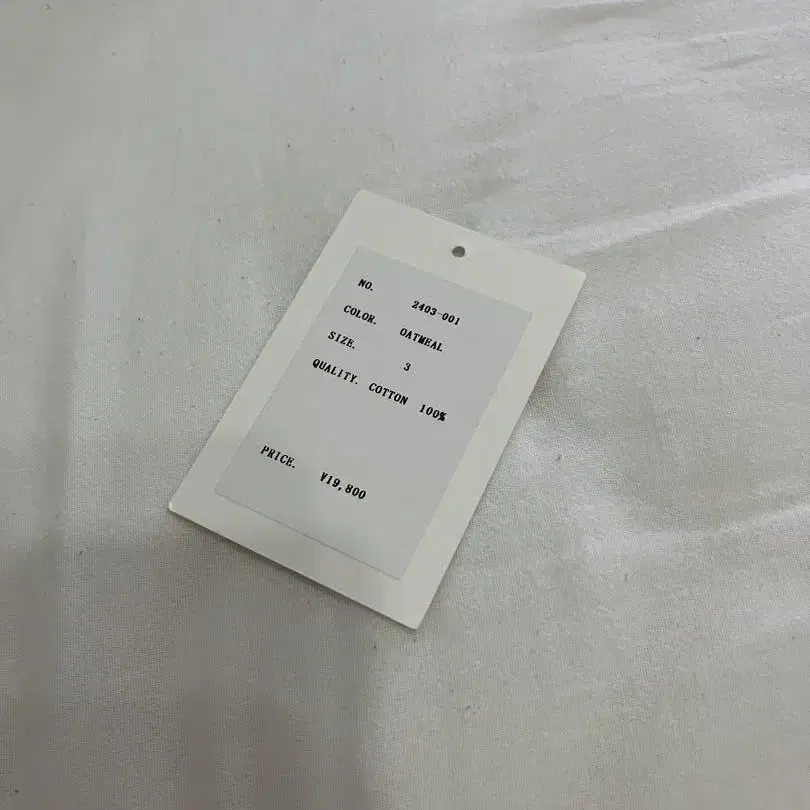 NO. 2403-001
COLOR. OATMEAL
SIZE. 3
QUALITY. COTTON 100%
PRICE. ¥19,800